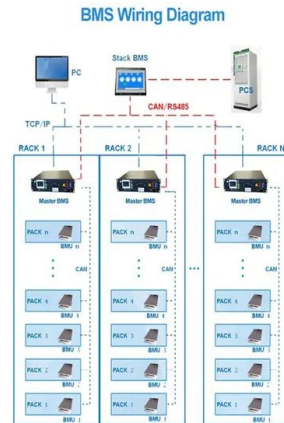 BMS Wiring Diagram
Stack BMS
PC
PCS
CAN/RS485
TCP/IP
RACK 1
RACK 2
RACK N
Master BMS
Master BMS
Master BMS
PACK n
BMU n
PACK n
BMU n
PACK n
BMU n
CAN
CAN
CAN
PACK 4
BMU 4
PACK 4
BMU 4
PACK 4
BMU 4
PACK 3
BMU 3
PACK 3
BMU 3
PACK 3
BMU 3
PACK 2
BMU 2
PACK 2
BMU 2
PACK 2
BMU 2
PACK 1
BMU 1
PACK 1
BMU 1
PACK 1
BMU 1